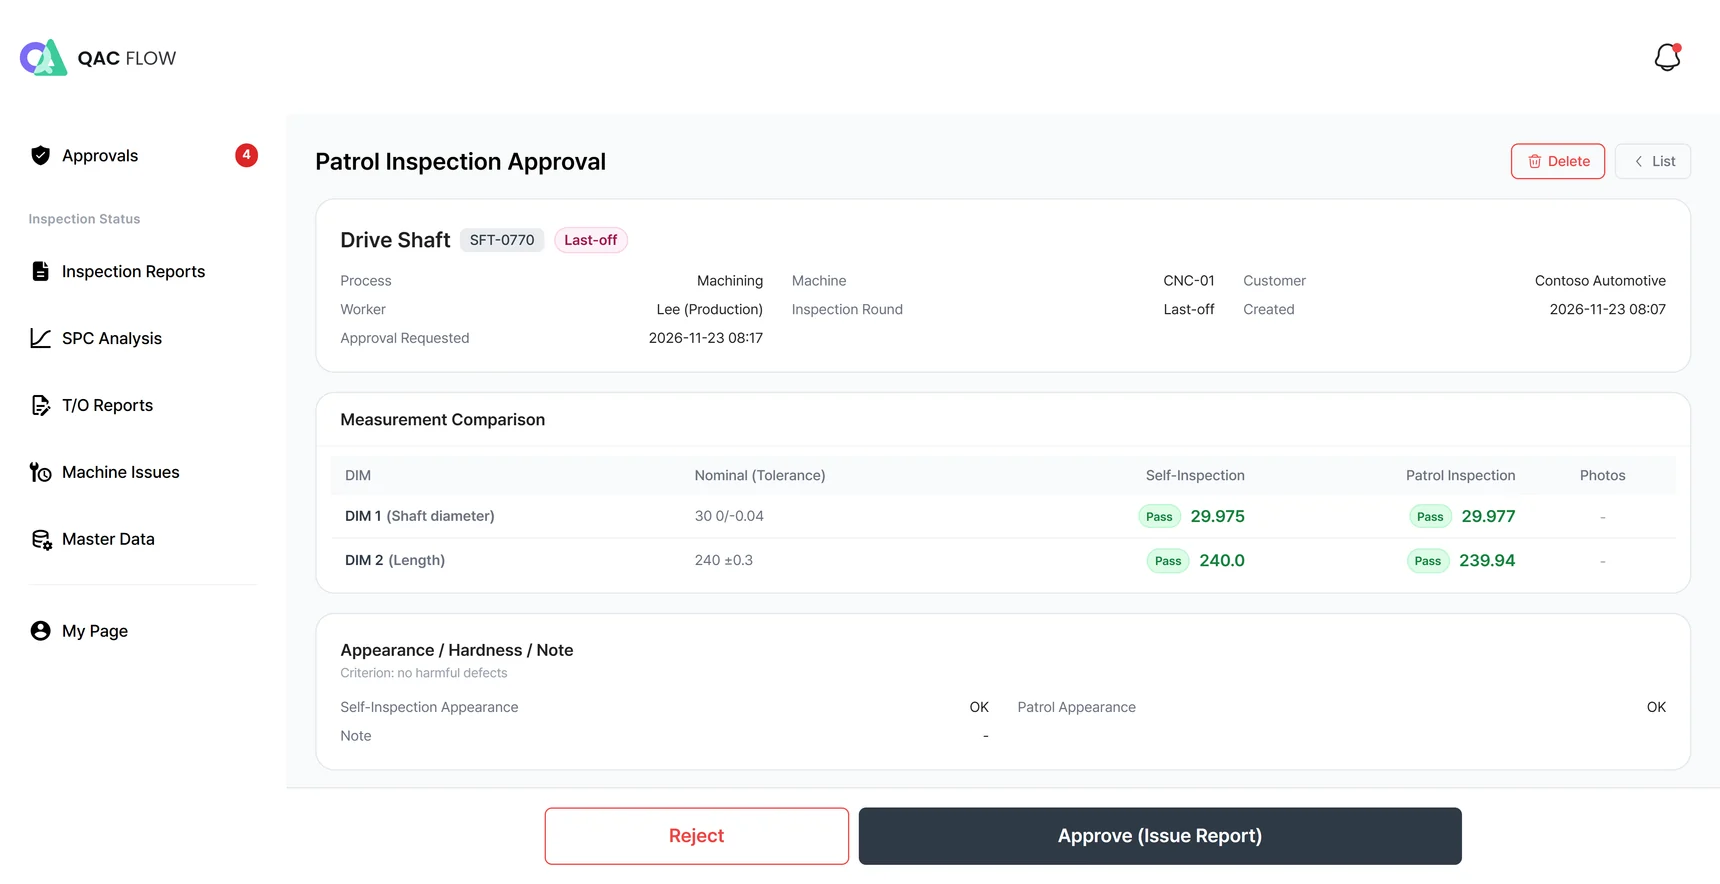 QAC FLOW
Approvals
4
Inspection Status
Inspection Reports
SPC Analysis
T/O Reports
Machine Issues
Master Data
My Page
Patrol Inspection Approval
Delete
List
Drive Shaft SFT-0770 Last-off
Process Machining Machine CNC-01 Customer Contoso Automotive
Worker Lee (Production) Inspection Round Last-off Created 2026-11-23 08:07
Approval Requested 2026-11-23 08:17
Measurement Comparison
DIM Nominal (Tolerance) Self-Inspection Patrol Inspection Photos
DIM 1 (Shaft diameter) 30 0/-0.04 Pass 29.975 Pass 29.977 -
DIM 2 (Length) 240 ±0.3 Pass 240.0 Pass 239.94 -
Appearance / Hardness / Note
Criterion: no harmful defects
Self-Inspection Appearance OK Patrol Appearance OK
Note -
Reject
Approve (Issue Report)